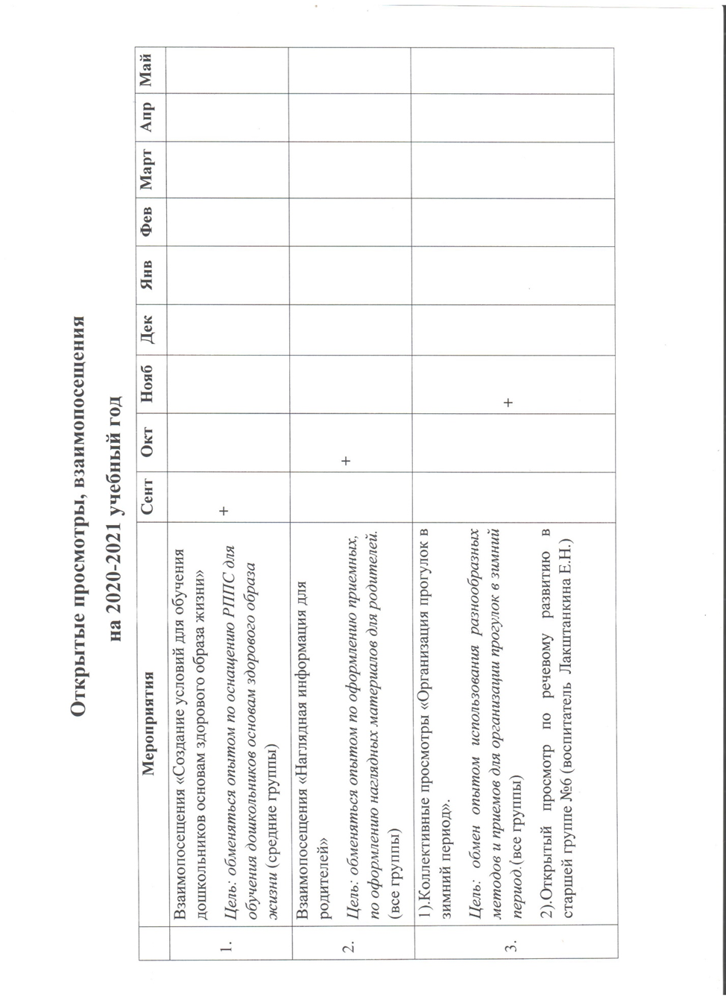 Открытые просмотры, взаимопосещения
на 2020-2021 учебный год
Мероприятия Сент Окт Нояб Дек Янв Фев Март Апр Май
1.
Взаимопосещения «Создание условий для обучения
дошкольников основам здорового образа жизни»
Цель: обменяться опытом по оснащению РППС для
обучения дошкольников основам здорового образа
жизни (средние группы)
+
2.
Взаимопосещения «Наглядная информация для
родителей»
Цель: обменяться опытом по оформлению приемных,
по оформлению наглядных материалов для родителей.
(все группы)
+
3.
1).Коллективные просмотры «Организация прогулок в
зимний период».
Цель: обмен опытом использования разнообразных
методов и приемов для организации прогулок в зимний
период.(все группы)
2).Открытый просмотр по речевому развитию в
старшей группе №6 (воспитатель Лакштанкина Е.Н.)
+